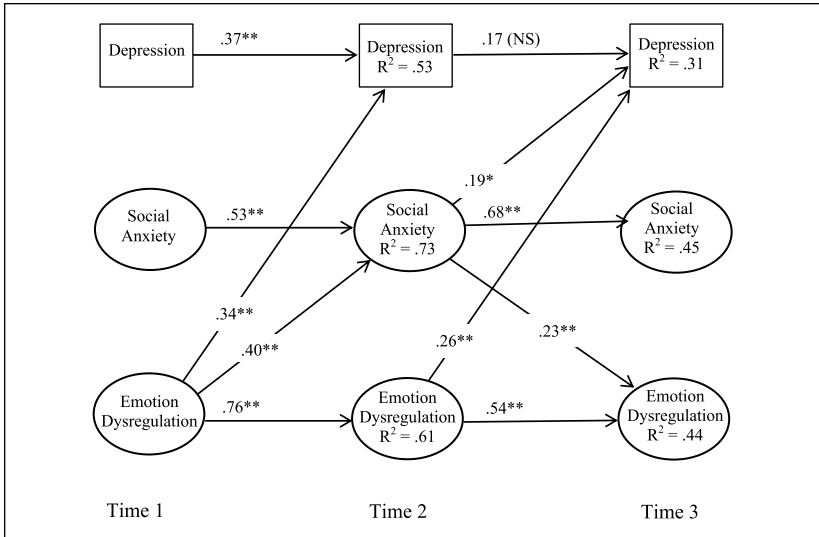 .37**
.17 (NS)
Depression
Depression
R² = .53
Depression
R² = .31
.19*
Social
Anxiety
.53**
Social
Anxiety
R² = .73
.68**
Social
Anxiety
R² = .45
.34**
.40**
.26**
.23**
Emotion
Dysregulation
.76**
Emotion
Dysregulation
R² = .61
.54**
Emotion
Dysregulation
R² = .44
Time 1
Time 2
Time 3